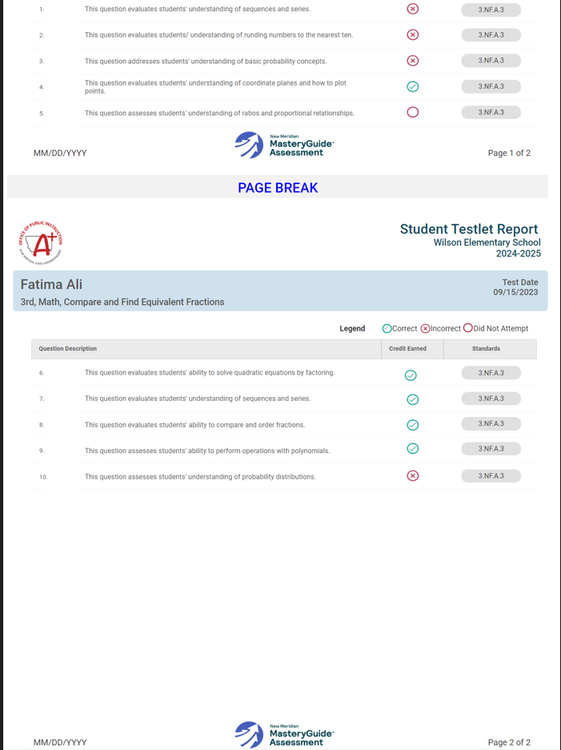 1. This question evaluates students' understanding of sequences and series. 3.NF.A.3
2. This question evaluates students/ understanding of runding numbers to the nearest ten. 3.NF.A.3
3. This question addresses students' understanding of basic probability concepts. 3.NF.A.3
4. This question evaluates students' understanding of coordinate planes and how to plot 3.NF.A.3
points.
5. This question assesses students' understanding of ratios and proportional relationships. 3.NF.A.3
MM/DD/YYYY
New Meridian
MasteryGuide™
Assessment
Page 1 of 2
PAGE BREAK
OFFICE OF PUBLIC INSTRUCTION
A+
Student Testlet Report
Wilson Elementary School
2024-2025
Fatima Ali
3rd, Math, Compare and Find Equivalent Fractions
Test Date
09/15/2023
Legend Correct Incorrect Did Not Attempt
Question Description Credit Earned Standards
6. This question evaluates students' ability to solve quadratic equations by factoring. 3.NF.A.3
7. This question evaluates students' understanding of sequences and series. 3.NF.A.3
8. This question evaluates students' ability to compare and order fractions. 3.NF.A.3
9. This question assesses students' ability to perform operations with polynomials. 3.NF.A.3
10. This question assesses students' understanding of probability distributions. 3.NF.A.3
MM/DD/YYYY
New Meridian
MasteryGuide™
Assessment
Page 2 of 2